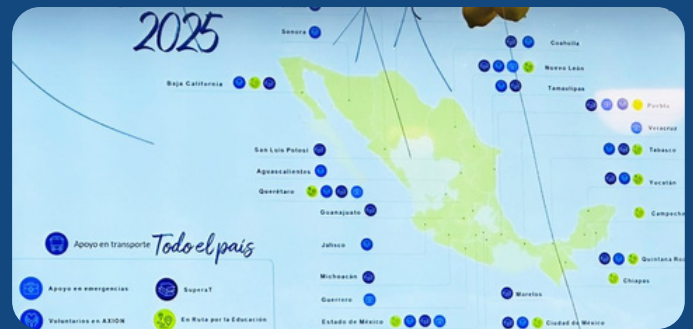 2025
Sonora
Baja California
San Luis Potosí
Aguascalientes
Querétaro
Guanajuato
Jalisco
Michoacán
Guerrero
Estado de México
Coahuila
Nuevo León
Tamaulipas
Puebla
Veracruz
Tabasco
Yucatán
Campeche
Quintana Roo
Chiapas
Morelos
Ciudad de México
Apoyo en transporte Todo el país
Apoyo en emergencias
SuperaT
Voluntarios en AXIÓN
En Ruta por la Educación